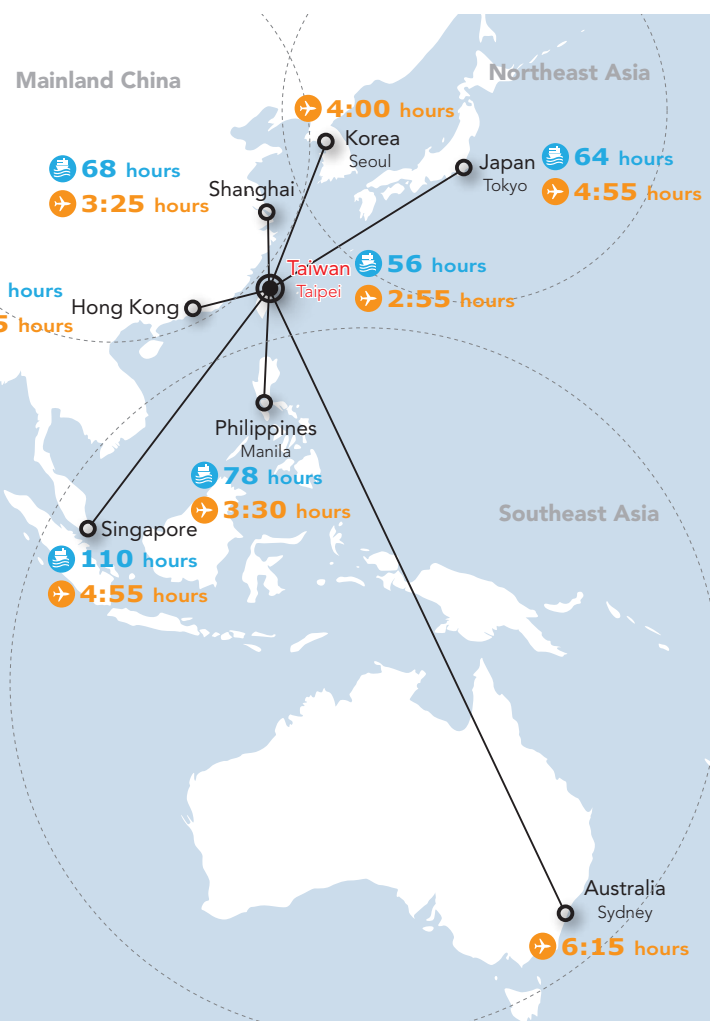 Mainland China
Northeast Asia
4:00 hours
Korea
Seoul
68 hours
3:25 hours
Japan
Tokyo
64 hours
4:55 hours
Shanghai
Taiwan
Taipei
56 hours
2:55 hours
hours
5 hours
Hong Kong
Philippines
Manila
78 hours
3:30 hours
Southeast Asia
Singapore
110 hours
4:55 hours
Australia
Sydney
6:15 hours